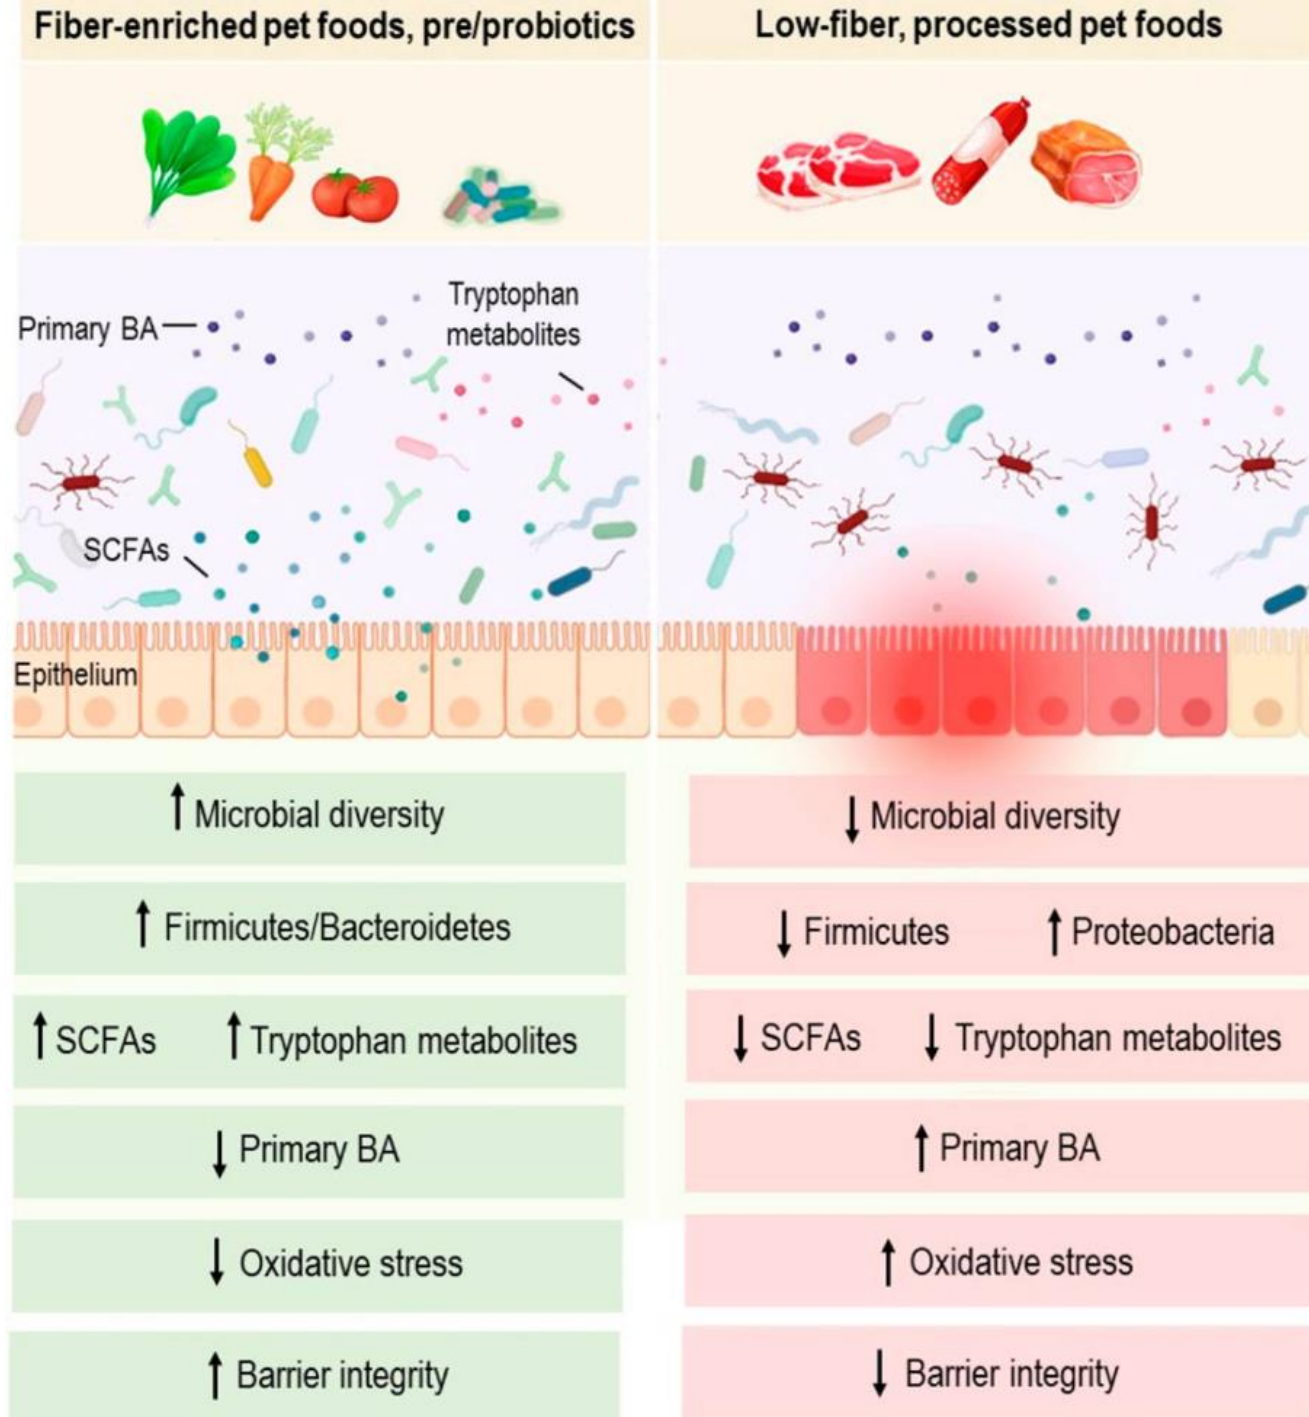 Fiber-enriched pet foods, pre/probiotics
Low-fiber, processed pet foods
Primary BA
Tryptophan
metabolites
SCFAs
Epithelium
↑ Microbial diversity
↑ Firmicutes/Bacteroidetes
↑ SCFAs ↑ Tryptophan metabolites
↓ Primary BA
↓ Oxidative stress
↑ Barrier integrity
↓ Microbial diversity
↓ Firmicutes ↑ Proteobacteria
↓ SCFAs ↓ Tryptophan metabolites
↑ Primary BA
↑ Oxidative stress
↓ Barrier integrity